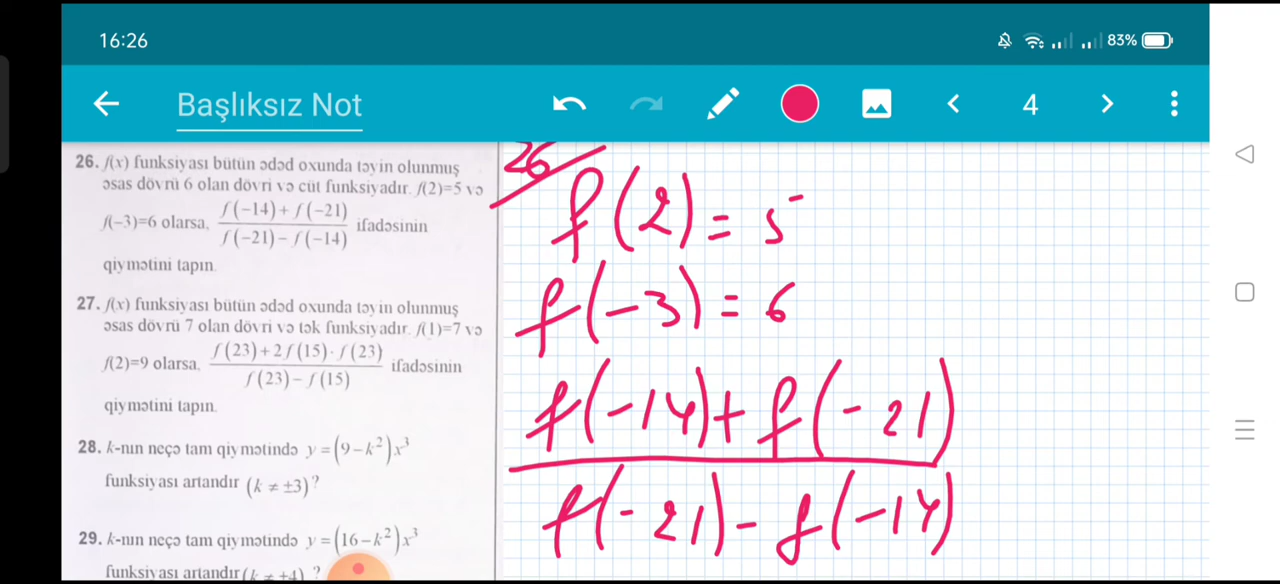 16:26
83%
Başlıksız Not
4
26. f(x) funksiyası bütün ədəd oxunda təyin olunmuş
əsas dövrü 6 olan dövri və cüt funksiyadır. f(2)=5 və
f(−3)=6 olarsa, (f(−14)+f(−21))/(f(−21)−f(−14)) ifadəsinin
qiymətini tapın.
27. f(x) funksiyası bütün ədəd oxunda təyin olunmuş
əsas dövrü 7 olan dövri və tək funksiyadır. f(1)=7 və
f(2)=9 olarsa, (f(23)+2f(15)·f(23))/(f(23)−f(15)) ifadəsinin
qiymətini tapın.
28. k-nın neçə tam qiymətində y=(9−k²)x³
funksiyası artandır (k≠±3)?
29. k-nın neçə tam qiymətində y=(16−k²)x³
funksiyası artandır (k≠±4)?
26
f(2)=5
f(-3)=6
f(-14)+f(-21)
f(-21)-f(-14)